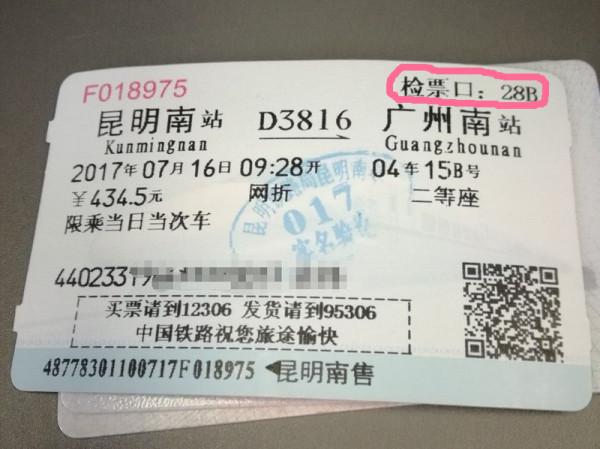 F018975 检票口：28B
昆明南站 D3816 广州南站
Kunmingnan Guangzhounan
2017年07月16日09:28开 04车15B号
￥434.5元 网折 二等座
限乘当日当次车
017
44023319
买票请到12306 发货请到95306
中国铁路祝您旅途愉快
48778301100717F018975 昆明南售